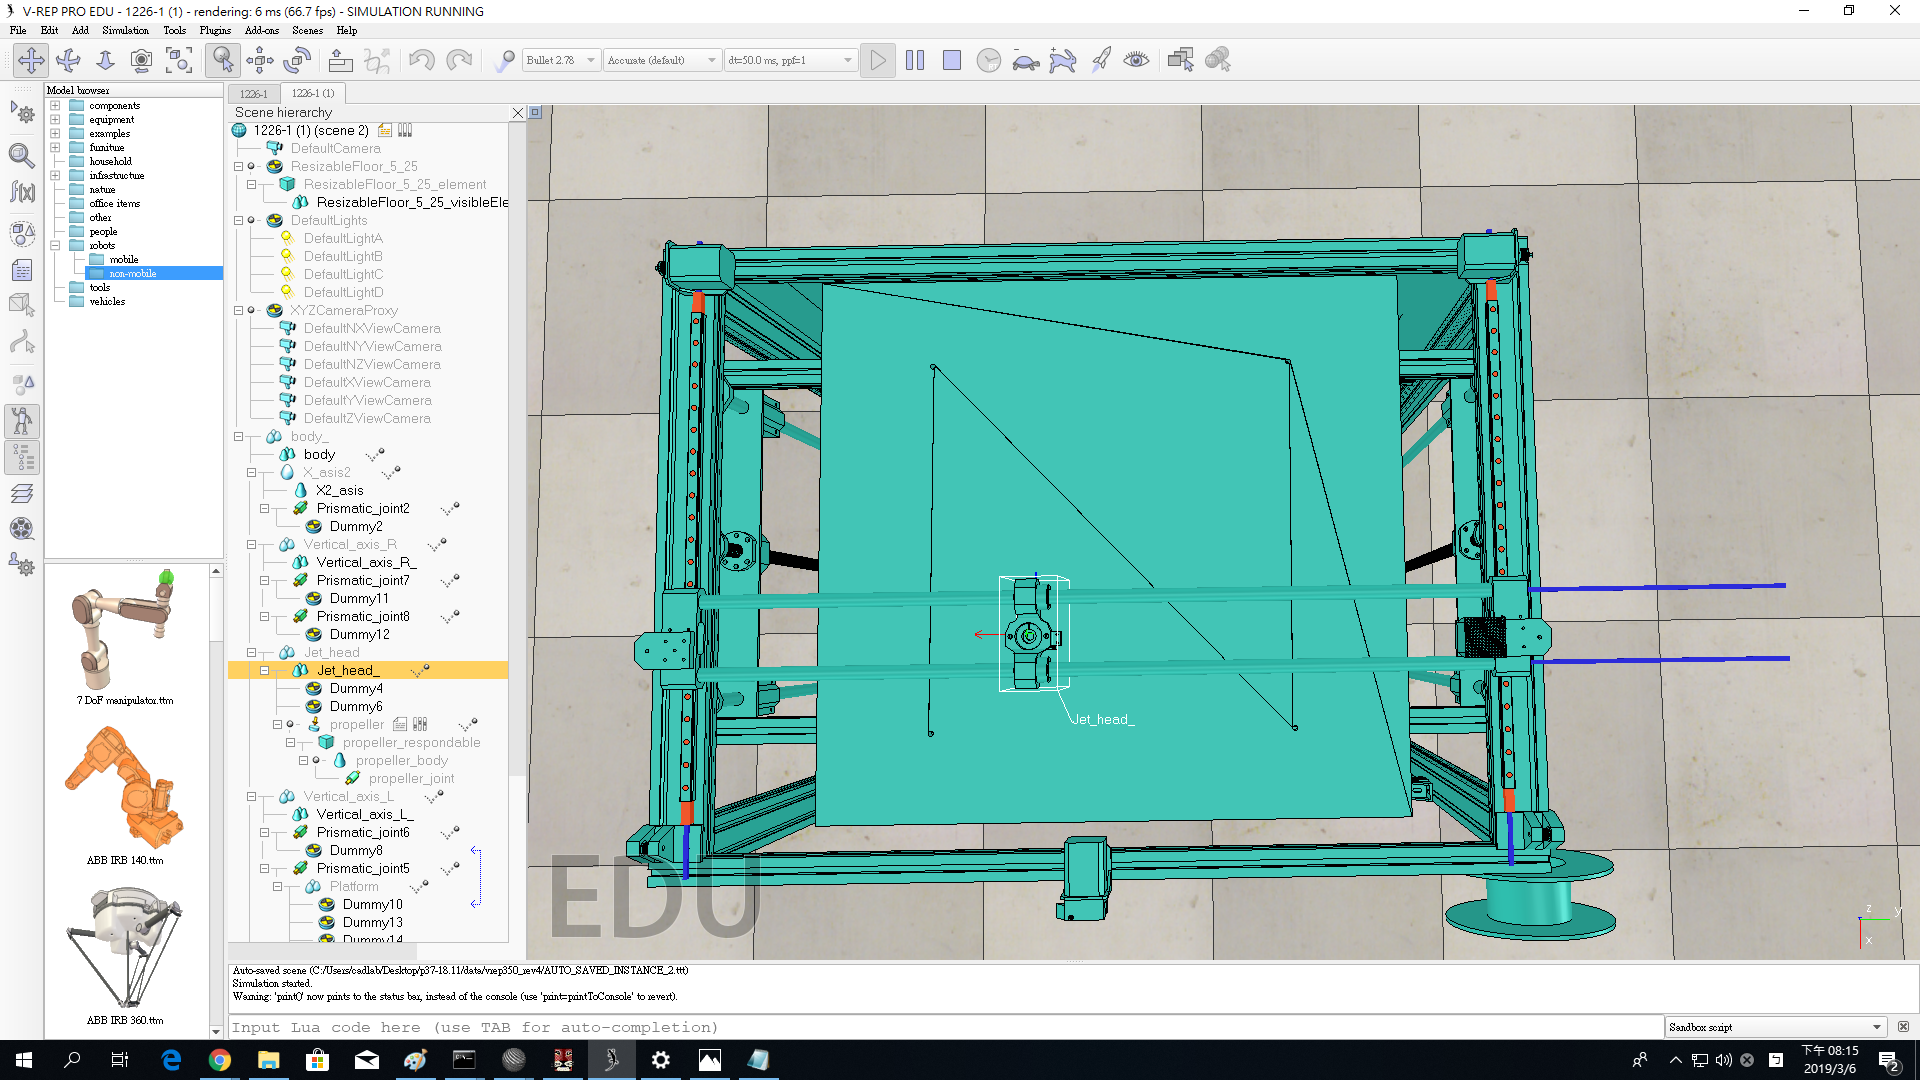 V-REP PRO EDU - 1226-1 (1) - rendering: 6 ms (66.7 fps) - SIMULATION RUNNING
File Edit Add Simulation Tools Plugins Add-ons Scenes Help
Bullet 2.78 Accurate (default) dt=50.0 ms, ppf=1
Model browser
components
equipment
examples
furniture
household
infrastructure
nature
office items
other
people
robots
mobile
non-mobile
tools
vehicles
7 DoF manipulator.ttm
ABB IRB 140.ttm
ABB IRB 360.ttm
1226-1 1226-1 (1)
Scene hierarchy
1226-1 (1) (scene 2)
DefaultCamera
ResizableFloor_5_25
ResizableFloor_5_25_element
ResizableFloor_5_25_visibleEle
DefaultLights
DefaultLightA
DefaultLightB
DefaultLightC
DefaultLightD
XYZCameraProxy
DefaultNXViewCamera
DefaultNYViewCamera
DefaultNZViewCamera
DefaultXViewCamera
DefaultYViewCamera
DefaultZViewCamera
body_
body
X_asis2
X2_asis
Prismatic_joint2
Dummy2
Vertical_axis_R
Vertical_axis_R_
Prismatic_joint7
Dummy11
Prismatic_joint8
Dummy12
Jet_head
Jet_head_
Dummy4
Dummy6
propeller
propeller_respondable
propeller_body
propeller_joint
Vertical_axis_L
Vertical_axis_L_
Prismatic_joint6
Dummy8
Prismatic_joint5
Platform
Dummy10
Dummy13
Dummy14
Jet_head_
EDU
z
y
x
Auto-saved scene (C:/Users/cadlab/Desktop/p37-18.11/data/vrep350_rev4/AUTO_SAVED_INSTANCE_2.ttt)
Simulation started.
Warning: 'print()' now prints to the status bar, instead of the console (use 'print=printToConsole' to revert).
Input Lua code here (use TAB for auto-completion)
Sandbox script
f(x)
下午 08:15
2019/3/6
2